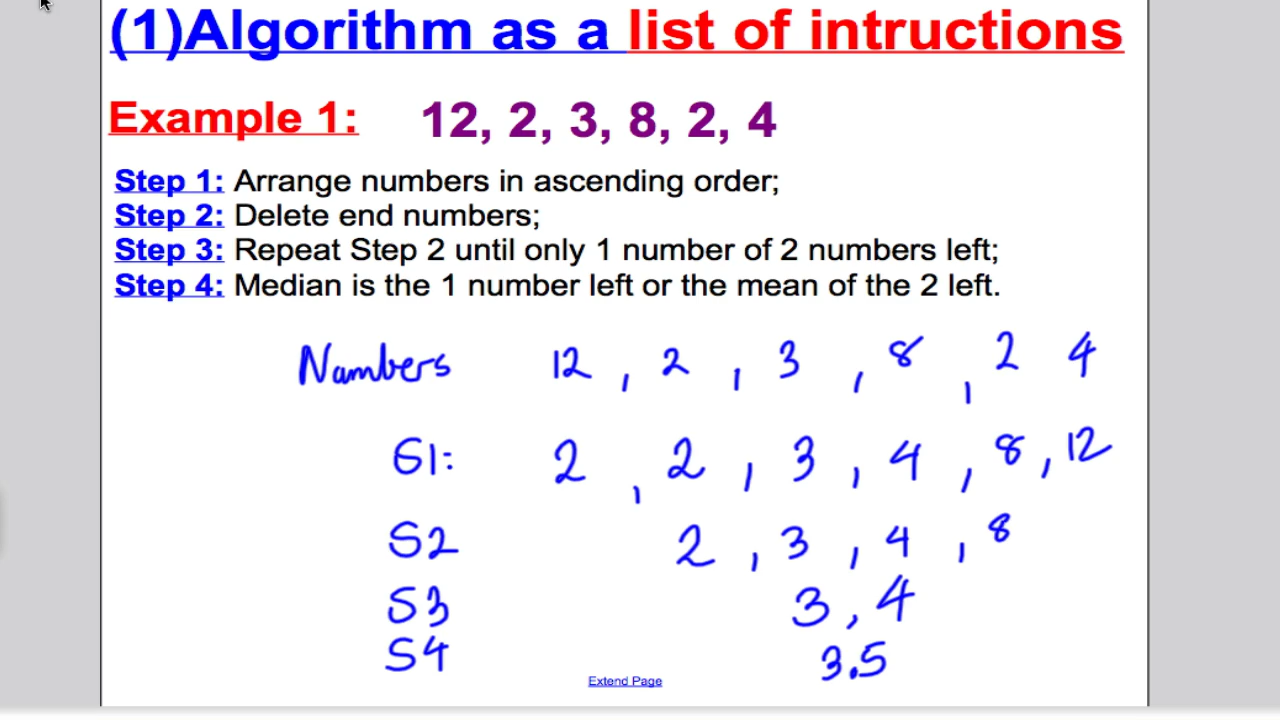 (1)Algorithm as a list of intructions
Example 1: 12, 2, 3, 8, 2, 4
Step 1: Arrange numbers in ascending order;
Step 2: Delete end numbers;
Step 3: Repeat Step 2 until only 1 number of 2 numbers left;
Step 4: Median is the 1 number left or the mean of the 2 left.
Numbers 12 , 2 , 3 , 8 , 2 4
S1: 2 , 2 , 3 , 4 , 8 , 12
S2 2 , 3 , 4 , 8
S3 3 , 4
S4 3.5
Extend Page